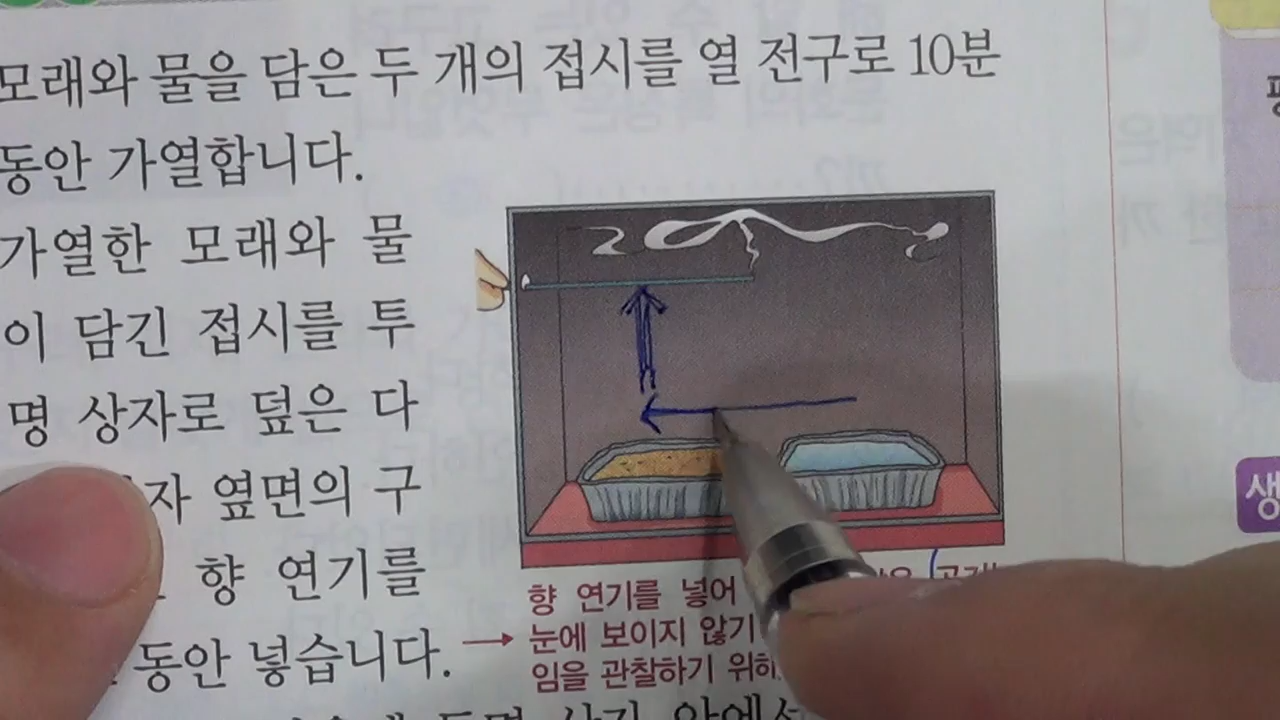 모래와 물을 담은 두 개의 접시를 열 전구로 10분
동안 가열합니다.
가열한 모래와 물
이 담긴 접시를 투
명 상자로 덮은 다
옆면의 구
향 연기를
동안 넣습니다.
향 연기를 넣어
눈에 보이지 않기
임을 관찰하기 위해